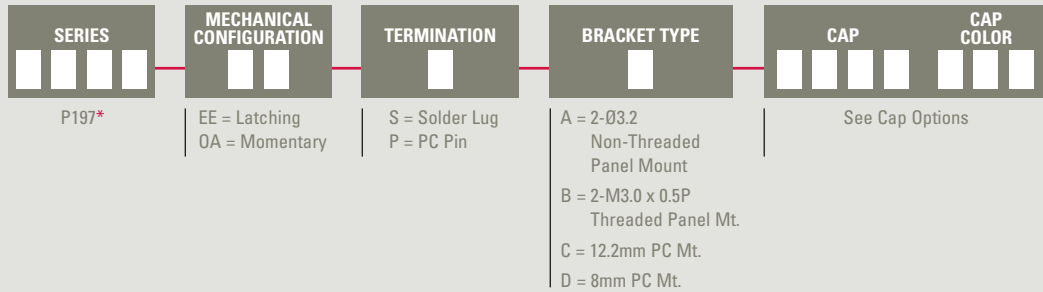 SERIES
MECHANICAL
CONFIGURATION
TERMINATION
BRACKET TYPE
CAP
CAP
COLOR
P197*
EE = Latching
OA = Momentary
S = Solder Lug
P = PC Pin
A = 2-Ø3.2
Non-Threaded
Panel Mount
B = 2-M3.0 x 0.5P
Threaded Panel Mt.
C = 12.2mm PC Mt.
D = 8mm PC Mt.
See Cap Options